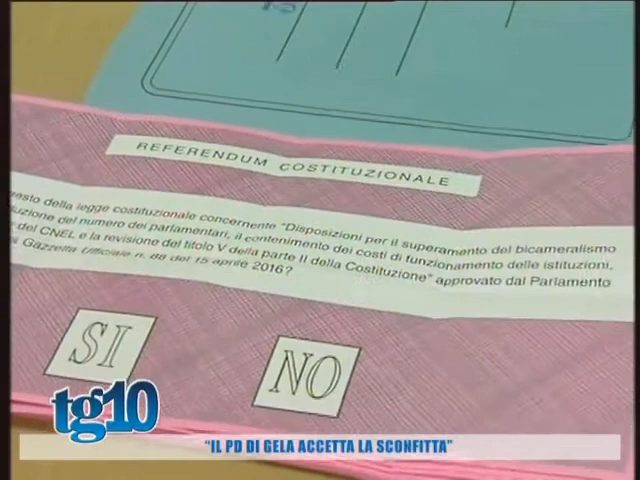 REFERENDUM COSTITUZIONALE
testo della legge costituzionale concernente "Disposizioni per il superamento del bicameralismo
uzione del numero dei parlamentari, il contenimento dei costi di funzionamento delle istituzioni,
del CNEL e la revisione del titolo V della parte II della Costituzione" approvato dal Parlamento
Gazzetta Ufficiale n. 88 del 15 aprile 2016?
SI NO
tg10
"IL PD DI GELA ACCETTA LA SCONFITTA"